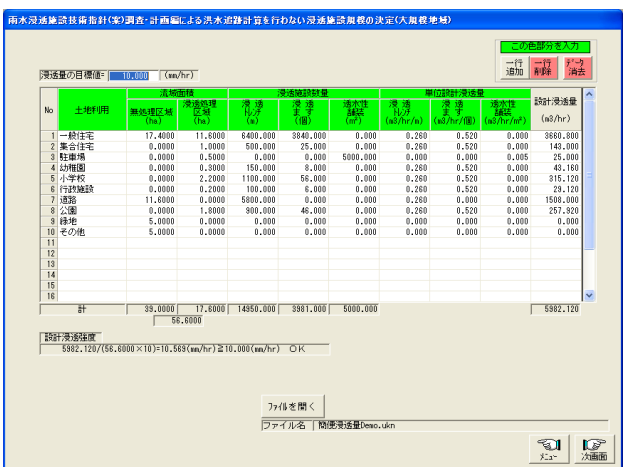 雨水浸透施設技術指針(案)調査・計画編による洪水追跡計算を行わない浸透施設規模の決定(大規模地域)
この色部分を入力
浸透量の目標値= 10.000 (mm/hr)
一行追加 一行削除 データ消去
流域面積 浸透施設数量 単位設計浸透量
No 土地利用 無処理区域(ha) 浸透処理区域(ha) 浸透トレンチ(m) 浸透ます(個) 透水性舗装(m²) 浸透トレンチ(m3/hr/m) 浸透ます(m3/hr/個) 透水性舗装(m3/hr/m²) 設計浸透量(m3/hr)
1 一般住宅 17.4000 11.6000 6400.000 3840.000 0.000 0.260 0.520 0.000 3660.800
2 集合住宅 0.0000 1.0000 500.000 25.000 0.000 0.260 0.520 0.000 143.000
3 駐車場 0.0000 0.5000 0.000 0.000 5000.000 0.000 0.000 0.005 25.000
4 幼稚園 0.0000 0.3000 150.000 8.000 0.000 0.260 0.520 0.000 43.160
5 小学校 0.0000 2.2000 1100.000 56.000 0.000 0.260 0.520 0.000 315.120
6 行政施設 0.0000 0.2000 100.000 6.000 0.000 0.260 0.520 0.000 29.120
7 道路 11.6000 0.0000 5800.000 0.000 0.000 0.260 0.000 0.000 1508.000
8 公園 0.0000 1.8000 900.000 46.000 0.000 0.260 0.520 0.000 257.920
9 緑地 5.0000 0.0000 0.000 0.000 0.000 0.000 0.000 0.000 0.000
10 その他 5.0000 0.0000 0.000 0.000 0.000 0.000 0.000 0.000 0.000
11
12
13
14
15
16
計 39.0000 17.6000 14950.000 3981.000 5000.000 5982.120
56.6000
設計浸透強度
5982.120/(56.6000×10)=10.569(mm/hr)≧10.000(mm/hr) OK
ファイルを開く
ファイル名 簡便浸透量Demo.ukn
メニュー 次画面